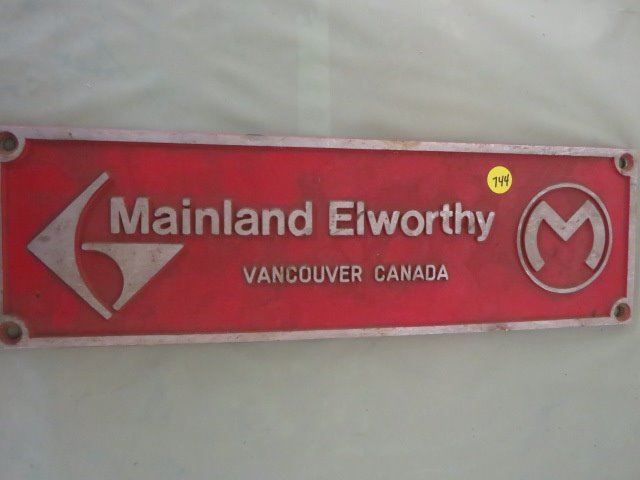 744
Mainland Elworthy
VANCOUVER CANADA
M